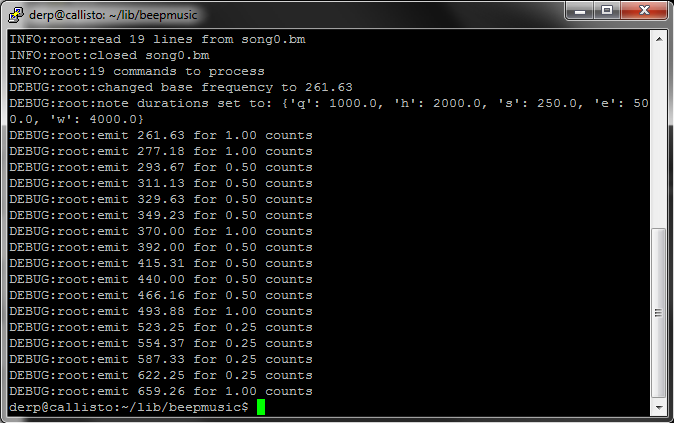 derp@callisto: ~/lib/beepmusic
INFO:root:read 19 lines from song0.bm
INFO:root:closed song0.bm
INFO:root:19 commands to process
DEBUG:root:changed base frequency to 261.63
DEBUG:root:note durations set to: {'q': 1000.0, 'h': 2000.0, 's': 250.0, 'e': 50
0.0, 'w': 4000.0}
DEBUG:root:emit 261.63 for 1.00 counts
DEBUG:root:emit 277.18 for 1.00 counts
DEBUG:root:emit 293.67 for 0.50 counts
DEBUG:root:emit 311.13 for 0.50 counts
DEBUG:root:emit 329.63 for 0.50 counts
DEBUG:root:emit 349.23 for 0.50 counts
DEBUG:root:emit 370.00 for 1.00 counts
DEBUG:root:emit 392.00 for 0.50 counts
DEBUG:root:emit 415.31 for 0.50 counts
DEBUG:root:emit 440.00 for 0.50 counts
DEBUG:root:emit 466.16 for 0.50 counts
DEBUG:root:emit 493.88 for 1.00 counts
DEBUG:root:emit 523.25 for 0.25 counts
DEBUG:root:emit 554.37 for 0.25 counts
DEBUG:root:emit 587.33 for 0.25 counts
DEBUG:root:emit 622.25 for 0.25 counts
DEBUG:root:emit 659.26 for 1.00 counts
derp@callisto:~/lib/beepmusic$